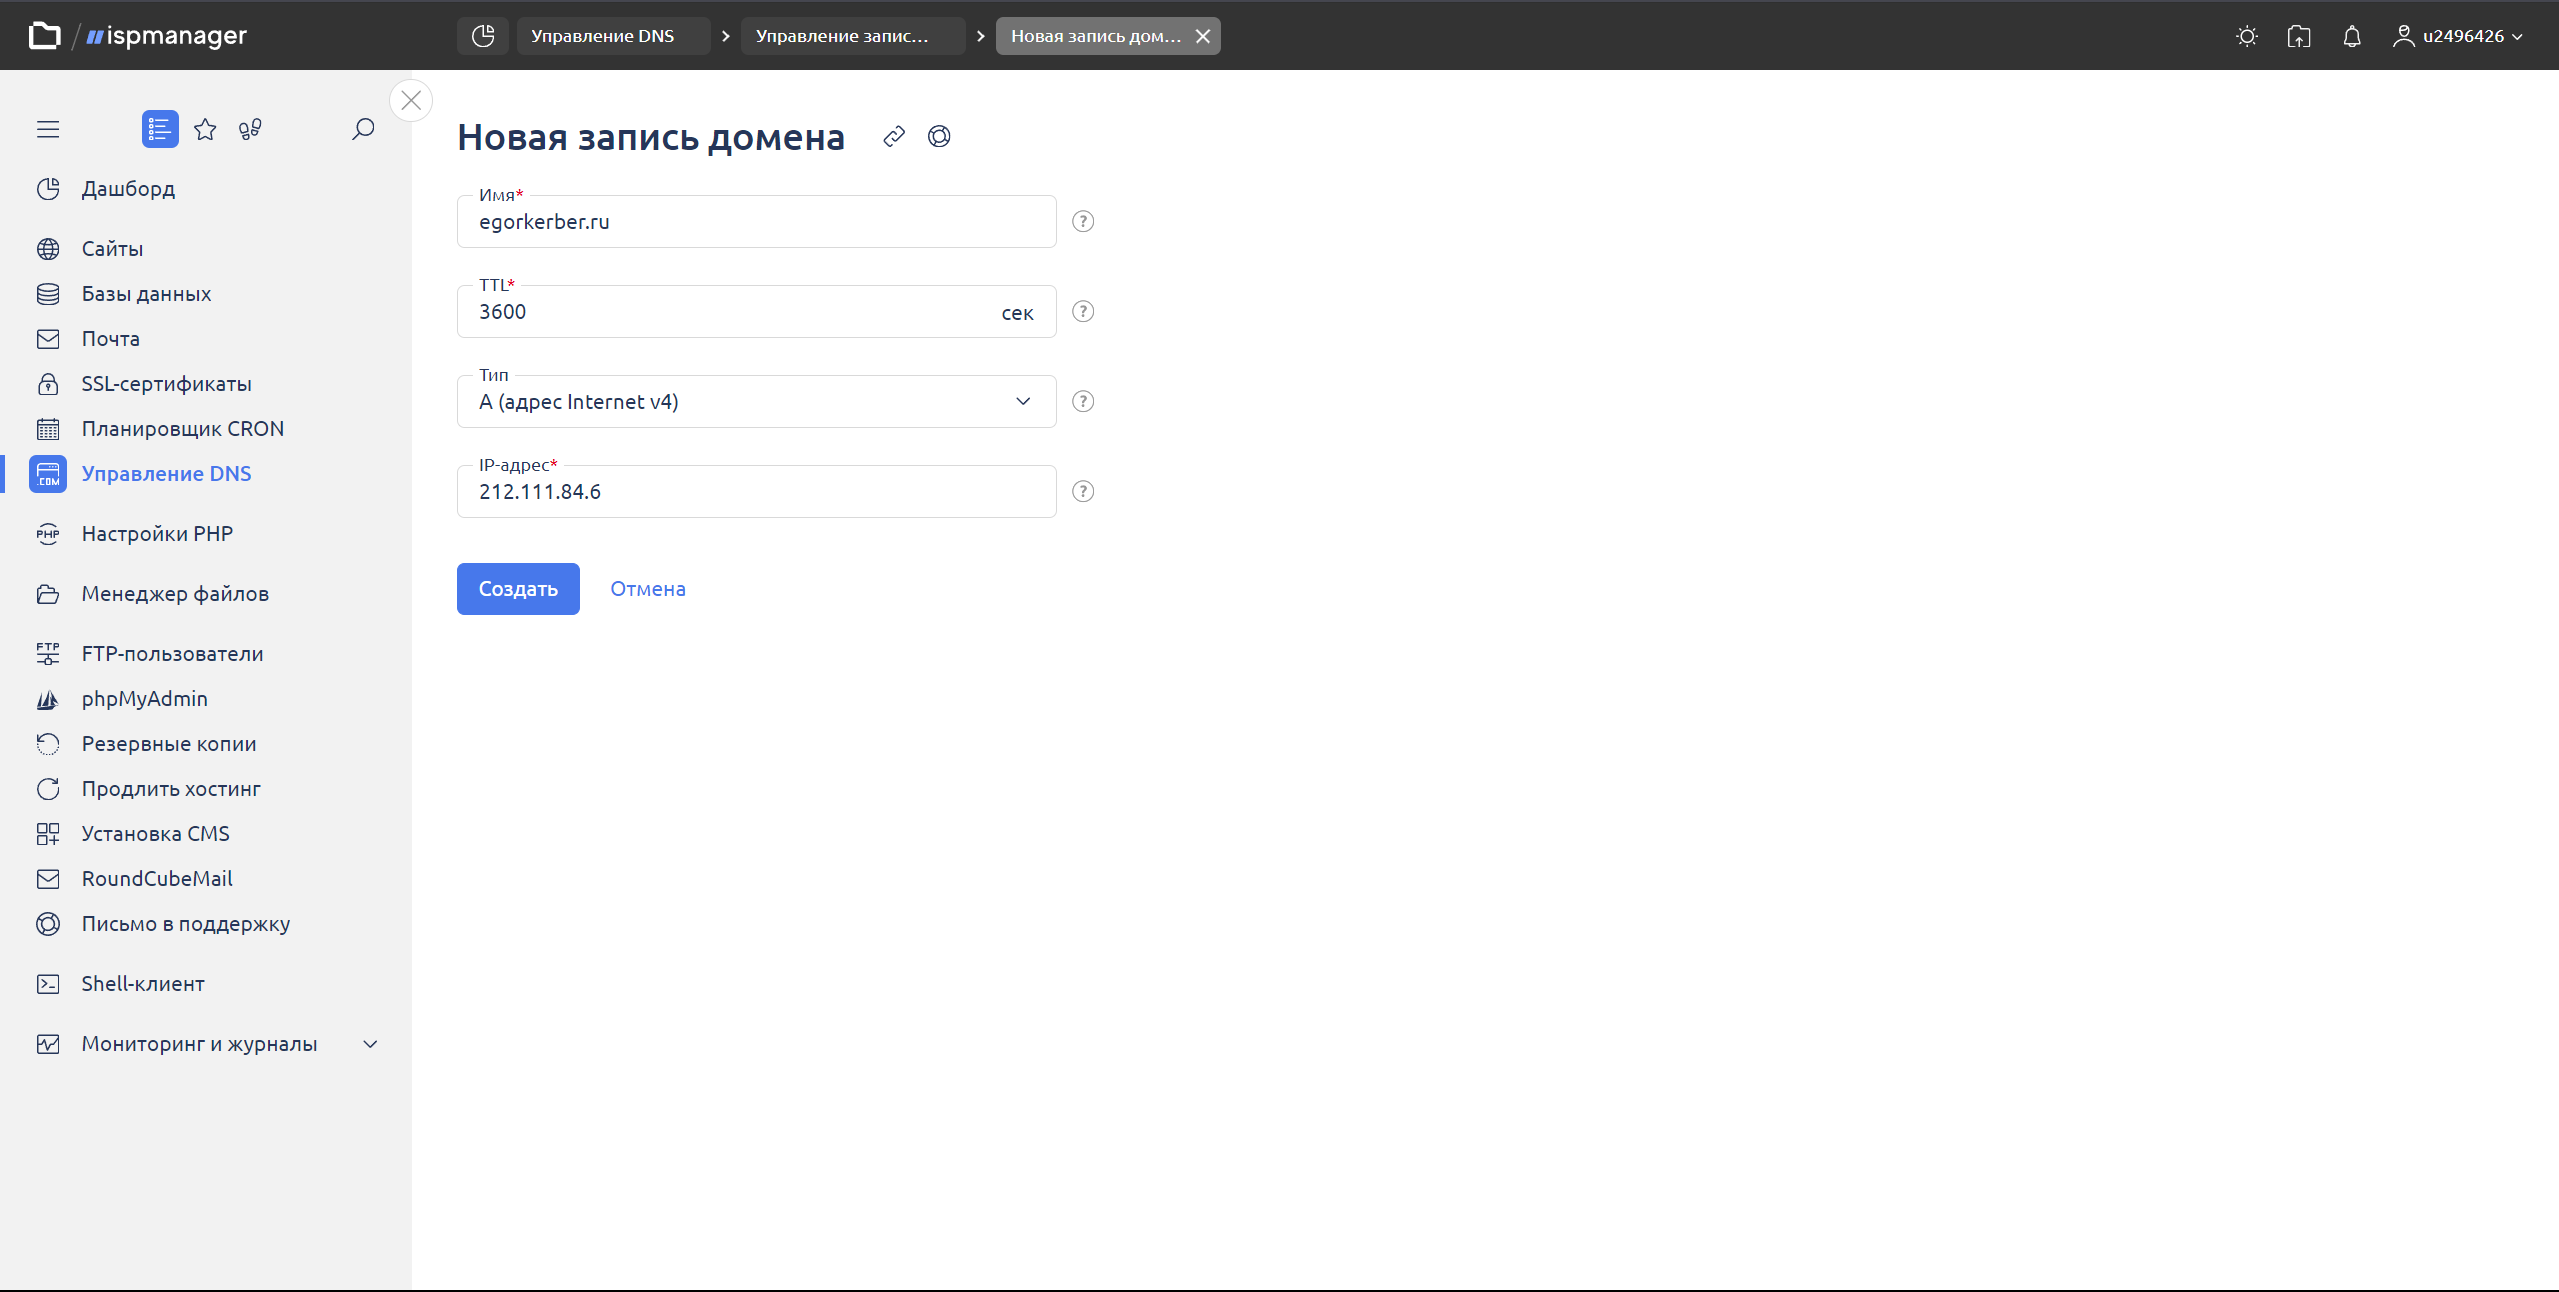 ispmanager
Управление DNS
Управление запис...
Новая запись дом...
u2496426
Дашборд
Сайты
Базы данных
Почта
SSL-сертификаты
Планировщик CRON
.COM
Управление DNS
PHP
Настройки PHP
Менеджер файлов
FTP
FTP-пользователи
phpMyAdmin
Резервные копии
Продлить хостинг
Установка CMS
RoundCubeMail
Письмо в поддержку
Shell-клиент
Мониторинг и журналы
Новая запись домена
Имя*
egorkerber.ru
?
TTL*
3600 сек
?
Тип
A (адрес Internet v4)
?
IP-адрес*
212.111.84.6
?
Создать
Отмена